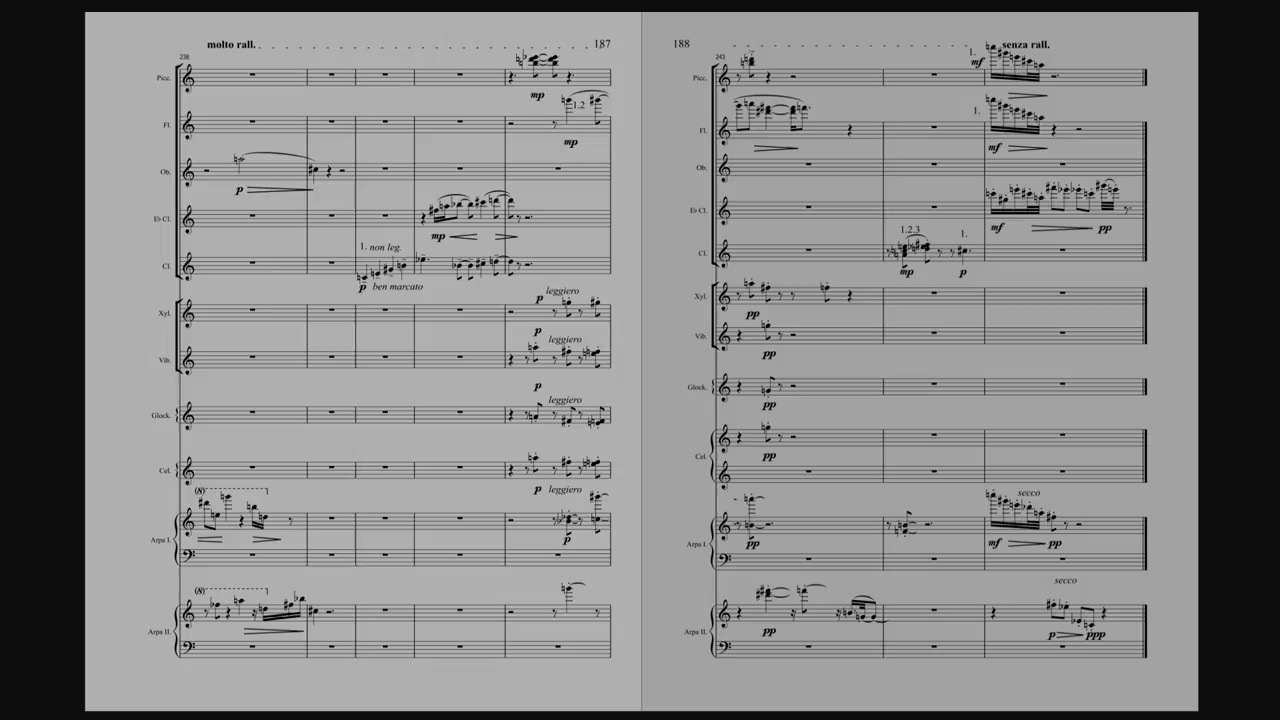 molto rall. 187
238
Picc.
mp
Fl.
1.2
mp
Ob.
p
E♭ Cl.
mp
1. non leg.
Cl.
p ben marcato
leggiero
p
Xyl.
p
leggiero
Vib.
p
leggiero
Glock.
Cel.
p leggiero
(8)
Arpa I.
p
(8)
Arpa II.
188 senza rall.
243
1.
mf
Picc.
1.
Fl.
mf
Ob.
E♭ Cl.
mf pp
1.2.3 1.
Cl.
mp p
Xyl.
pp
Vib.
pp
Glock.
pp
Cel.
pp
secco
Arpa I.
pp mf pp
secco
Arpa II.
pp p ppp